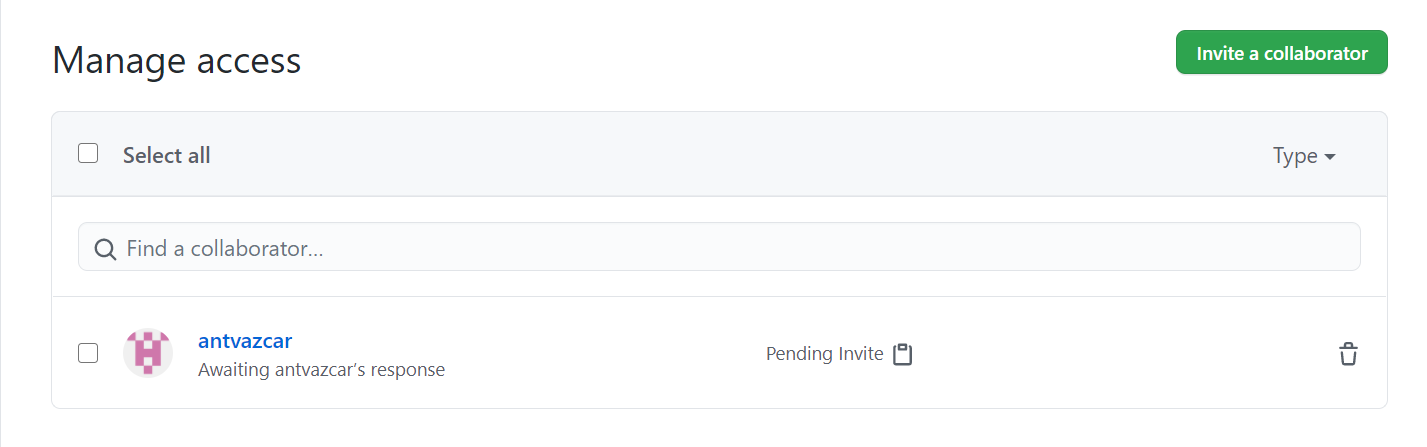 Manage access
Invite a collaborator
Select all
Type
Find a collaborator...
antvazcar
Awaiting antvazcar’s response
Pending Invite